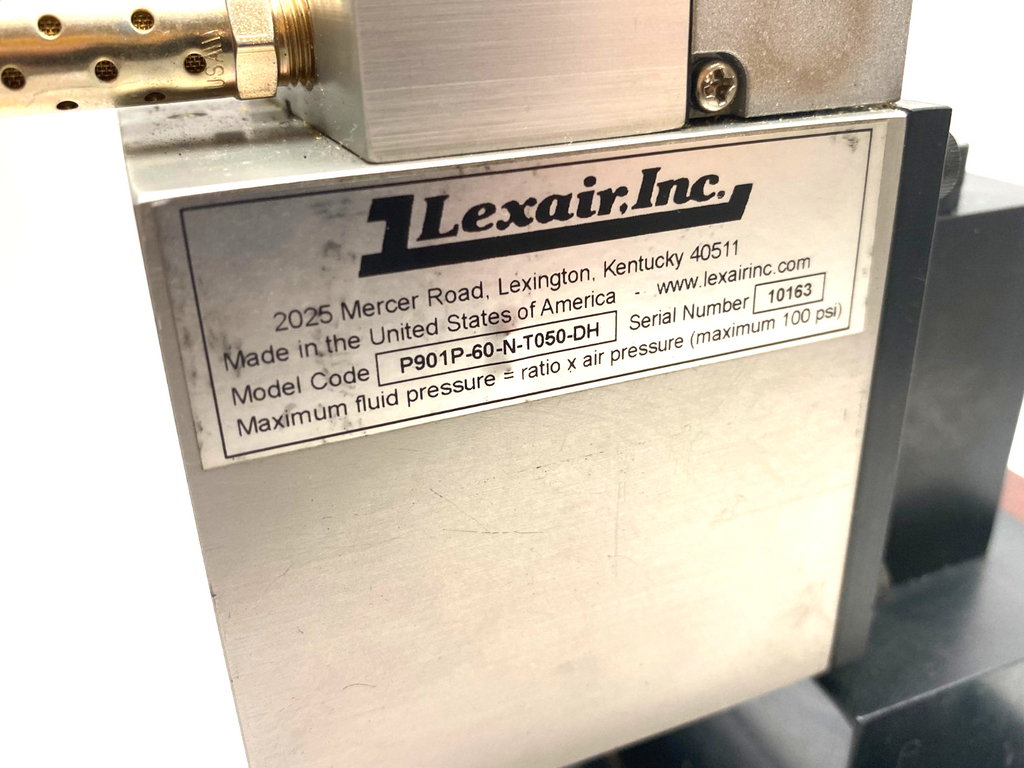 USA
Lexair, Inc.
2025 Mercer Road, Lexington, Kentucky 40511
Made in the United States of America - www.lexairinc.com
Model Code P901P-60-N-T050-DH Serial Number 10163
Maximum fluid pressure = ratio x air pressure (maximum 100 psi)